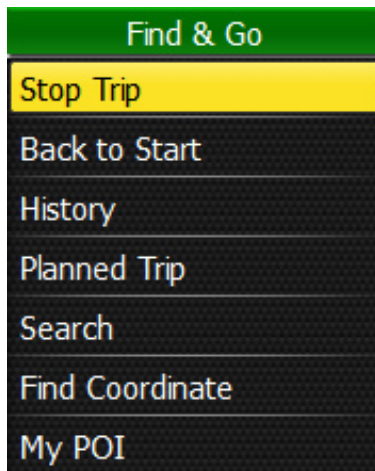 Find & Go
Stop Trip
Back to Start
History
Planned Trip
Search
Find Coordinate
My POI